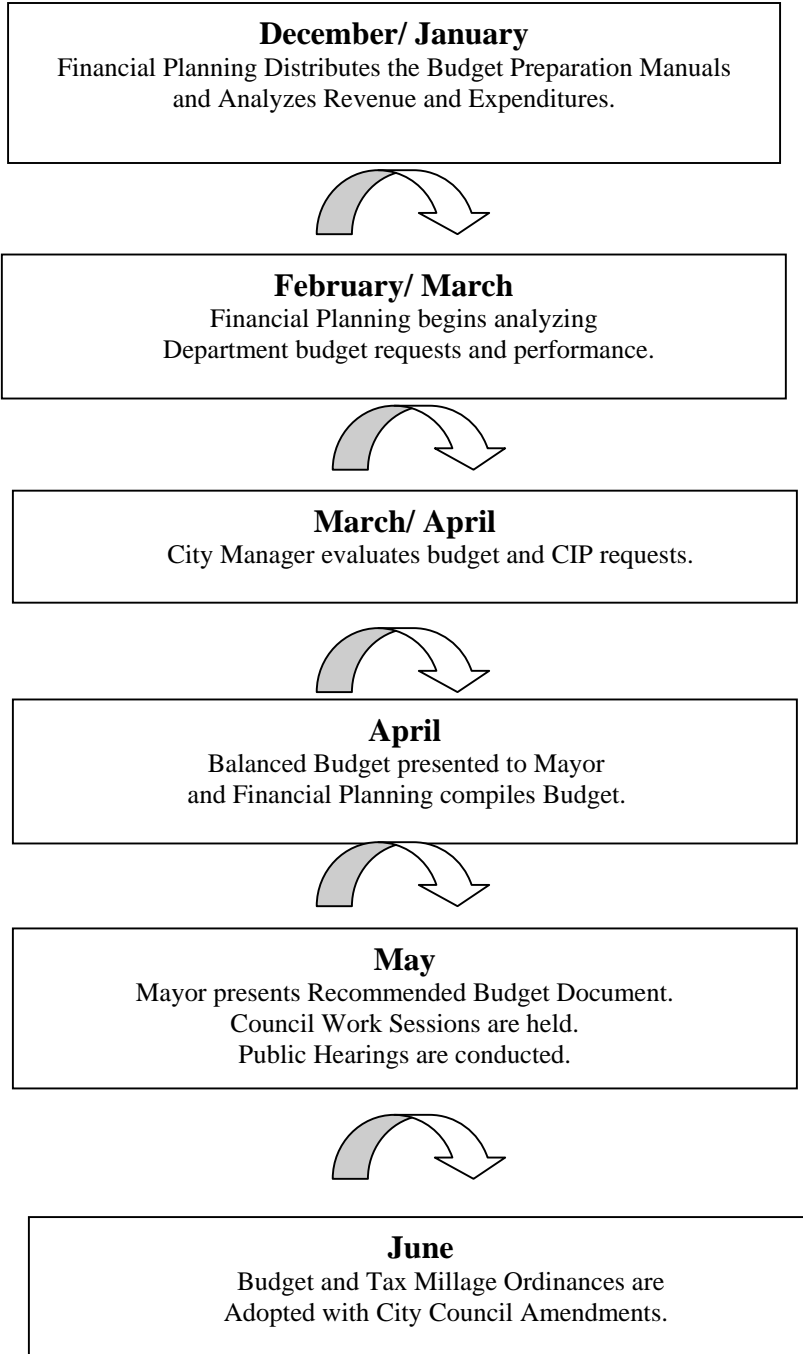 December/ January
Financial Planning Distributes the Budget Preparation Manuals
and Analyzes Revenue and Expenditures.
February/ March
Financial Planning begins analyzing
Department budget requests and performance.
March/ April
City Manager evaluates budget and CIP requests.
April
Balanced Budget presented to Mayor
and Financial Planning compiles Budget.
May
Mayor presents Recommended Budget Document.
Council Work Sessions are held.
Public Hearings are conducted.
June
Budget and Tax Millage Ordinances are
Adopted with City Council Amendments.